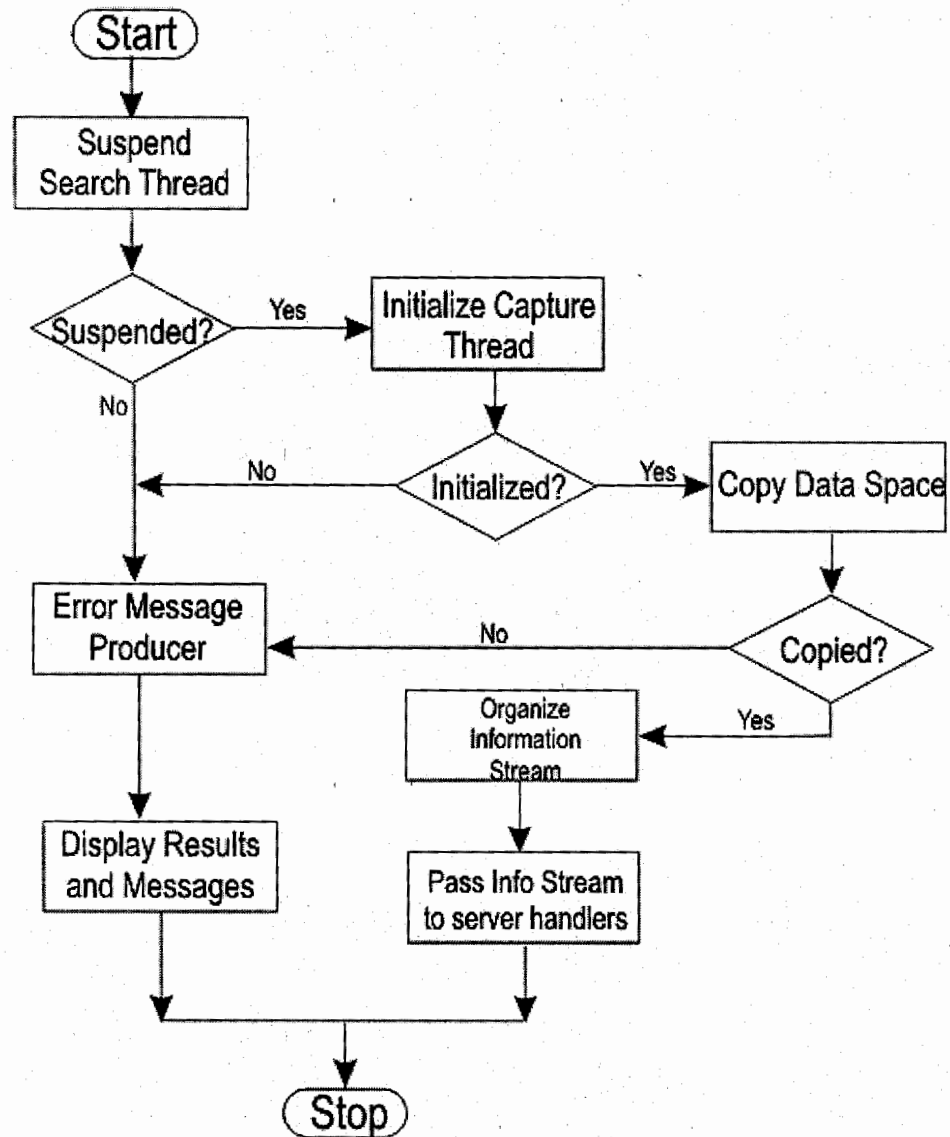 Start
Suspend
Search Thread
Suspended?
Yes
Initialize Capture
Thread
No
Initialized?
No
Yes
Copy Data Space
Error Message
Producer
No
Copied?
Yes
Organize
Information
Stream
Display Results
and Messages
Pass Info Stream
to server handlers
Stop